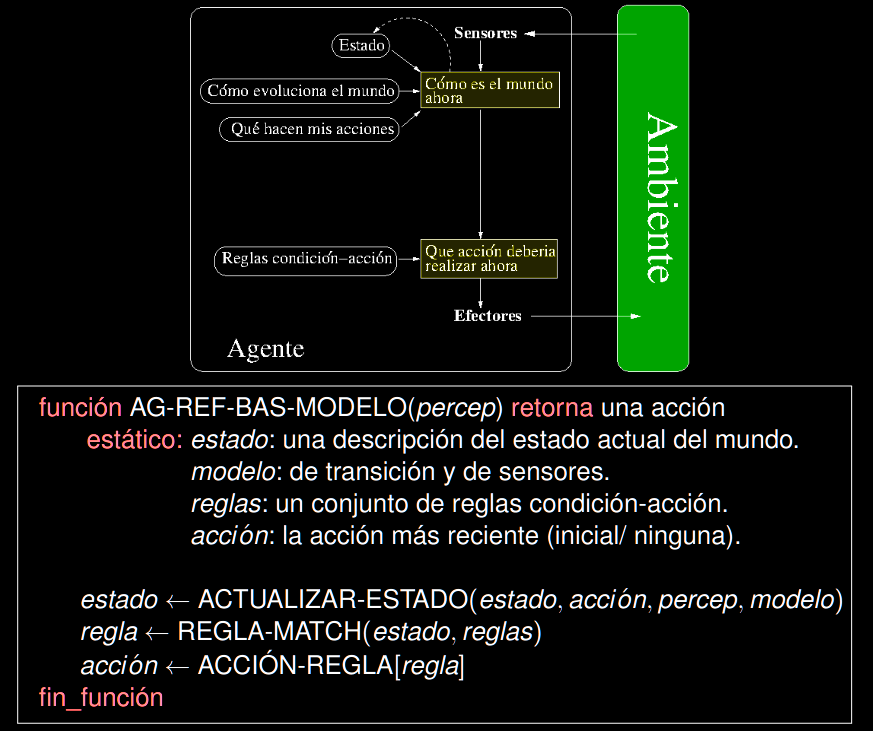 Sensores
Estado
Cómo es el mundo
ahora
Cómo evoluciona el mundo
Qué hacen mis acciones
Ambiente
Reglas condición−acción
Que acción deberia
realizar ahora
Efectores
Agente
función AG-REF-BAS-MODELO(percep) retorna una acción
estático: estado: una descripción del estado actual del mundo.
modelo: de transición y de sensores.
reglas: un conjunto de reglas condición-acción.
acción: la acción más reciente (inicial/ ninguna).
estado ← ACTUALIZAR-ESTADO(estado, acción, percep, modelo)
regla ← REGLA-MATCH(estado, reglas)
acción ← ACCIÓN-REGLA[regla]
fin_función